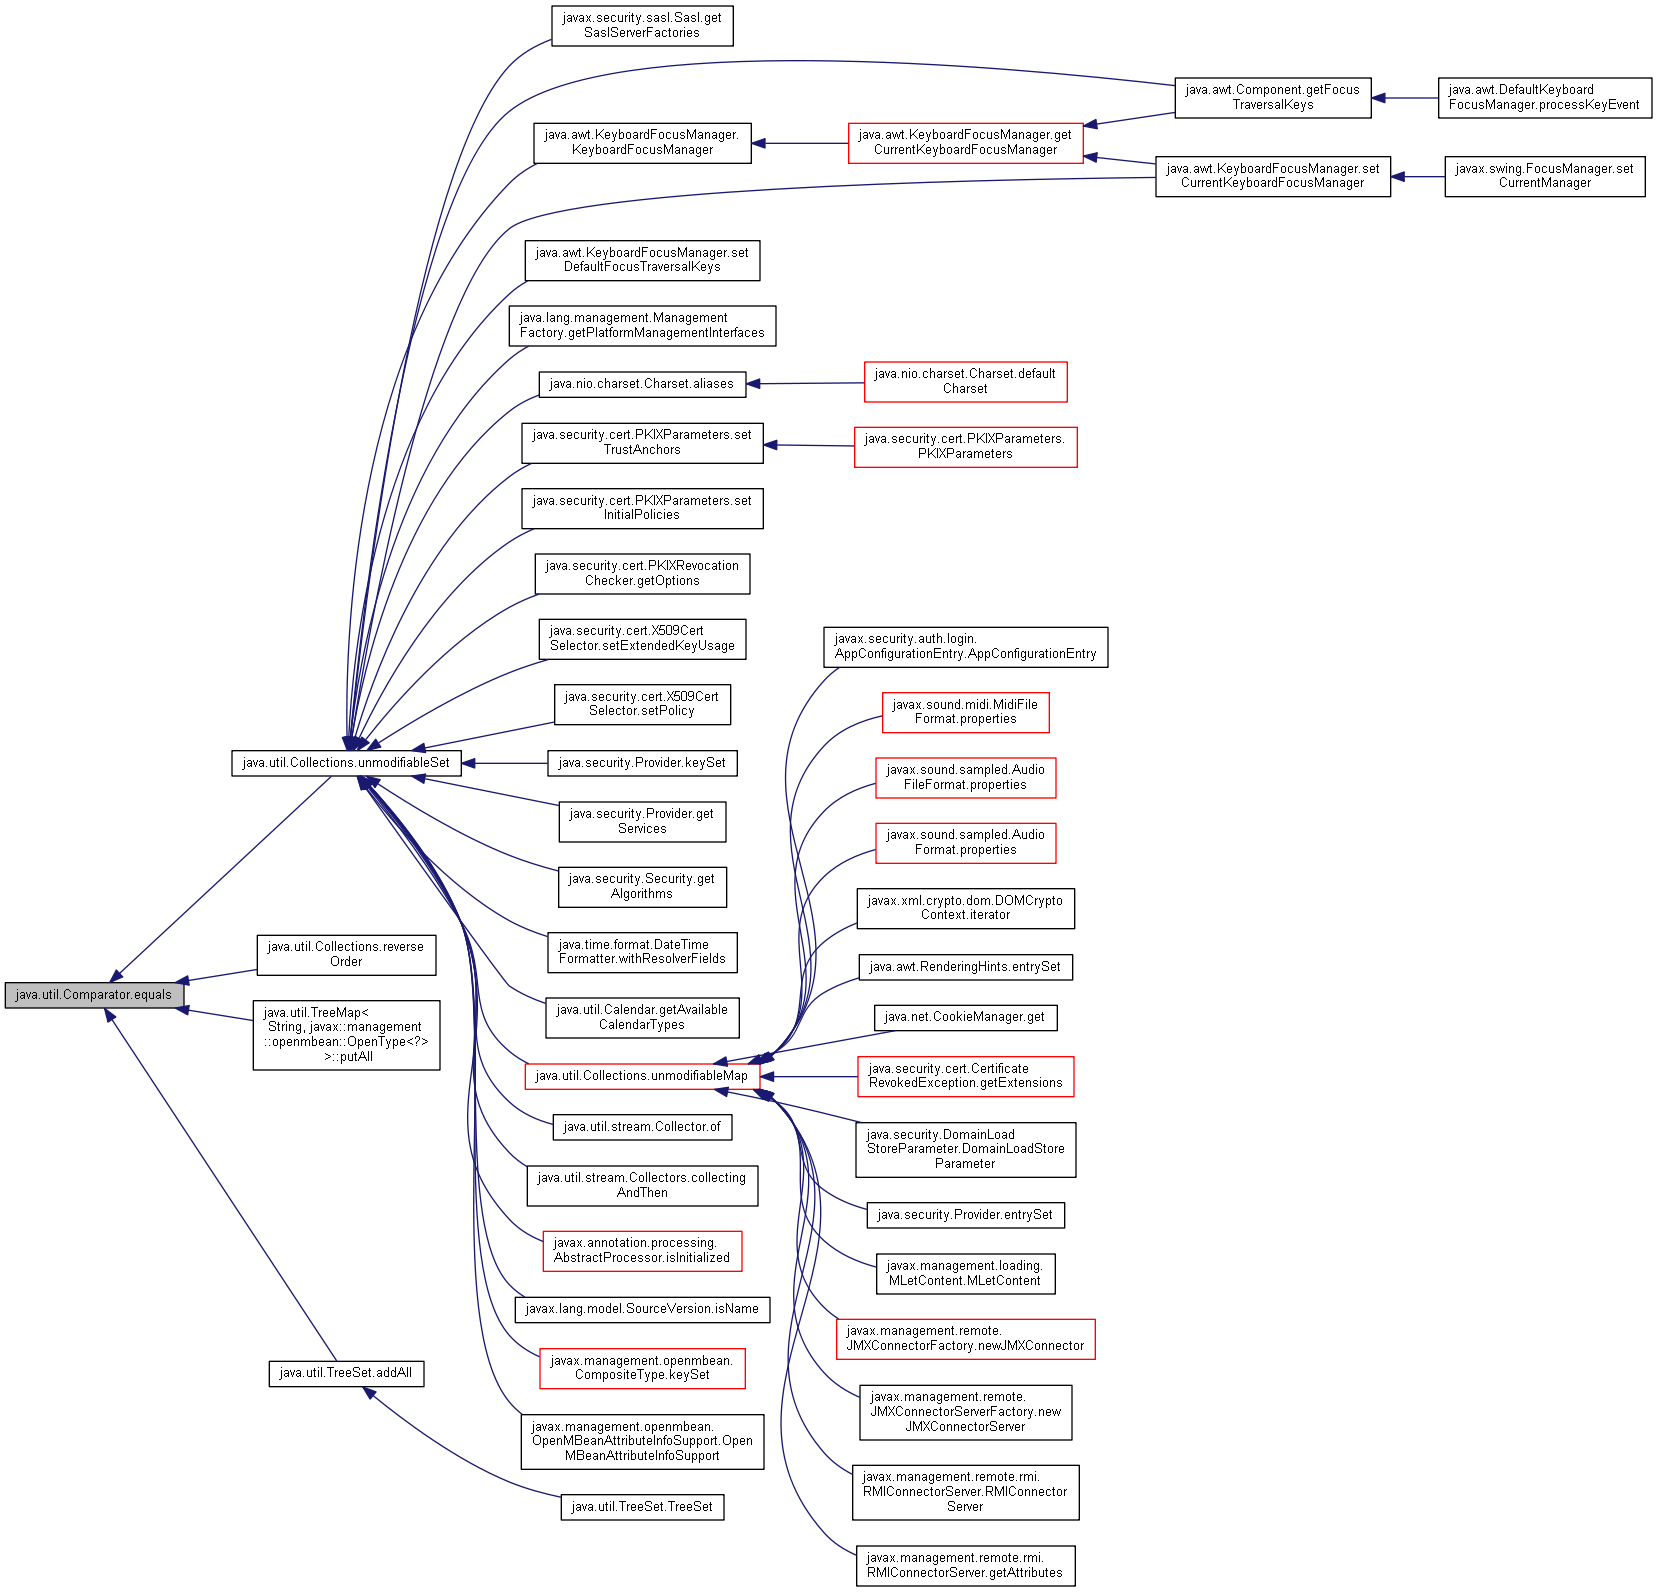 javax.security.sasl.Sasl.get
SaslServerFactories
java.awt.Component.getFocus
TraversalKeys
java.awt.DefaultKeyboard
FocusManager.processKeyEvent
java.awt.KeyboardFocusManager.
KeyboardFocusManager
java.awt.KeyboardFocusManager.get
CurrentKeyboardFocusManager
java.awt.KeyboardFocusManager.set
CurrentKeyboardFocusManager
javax.swing.FocusManager.set
CurrentManager
java.awt.KeyboardFocusManager.set
DefaultFocusTraversalKeys
java.lang.management.Management
Factory.getPlatformManagementInterfaces
java.nio.charset.Charset.aliases
java.nio.charset.Charset.default
Charset
java.security.cert.PKIXParameters.set
TrustAnchors
java.security.cert.PKIXParameters.
PKIXParameters
java.security.cert.PKIXParameters.set
InitialPolicies
java.security.cert.PKIXRevocation
Checker.getOptions
java.security.cert.X509Cert
Selector.setExtendedKeyUsage
java.security.cert.X509Cert
Selector.setPolicy
java.util.Collections.unmodifiableSet
java.security.Provider.keySet
java.security.Provider.get
Services
java.security.Security.get
Algorithms
java.time.format.DateTime
Formatter.withResolverFields
java.util.Calendar.getAvailable
CalendarTypes
java.util.Collections.unmodifiableMap
java.util.stream.Collector.of
java.util.stream.Collectors.collecting
AndThen
javax.annotation.processing.
AbstractProcessor.isInitialized
javax.lang.model.SourceVersion.isName
javax.management.openmbean.
CompositeType.keySet
javax.management.openmbean.
OpenMBeanAttributeInfoSupport.Open
MBeanAttributeInfoSupport
javax.security.auth.login.
AppConfigurationEntry.AppConfigurationEntry
javax.sound.midi.MidiFile
Format.properties
javax.sound.sampled.Audio
FileFormat.properties
javax.sound.sampled.Audio
Format.properties
javax.xml.crypto.dom.DOMCrypto
Context.iterator
java.awt.RenderingHints.entrySet
java.net.CookieManager.get
java.security.cert.Certificate
RevokedException.getExtensions
java.security.DomainLoad
StoreParameter.DomainLoadStore
Parameter
java.security.Provider.entrySet
javax.management.loading.
MLetContent.MLetContent
javax.management.remote.
JMXConnectorFactory.newJMXConnector
javax.management.remote.
JMXConnectorServerFactory.new
JMXConnectorServer
javax.management.remote.rmi.
RMIConnectorServer.RMIConnector
Server
javax.management.remote.rmi.
RMIConnectorServer.getAttributes
java.util.Comparator.equals
java.util.Collections.reverse
Order
java.util.TreeMap<
String, javax::management
::openmbean::OpenType<?>
>::putAll
java.util.TreeSet.addAll
java.util.TreeSet.TreeSet